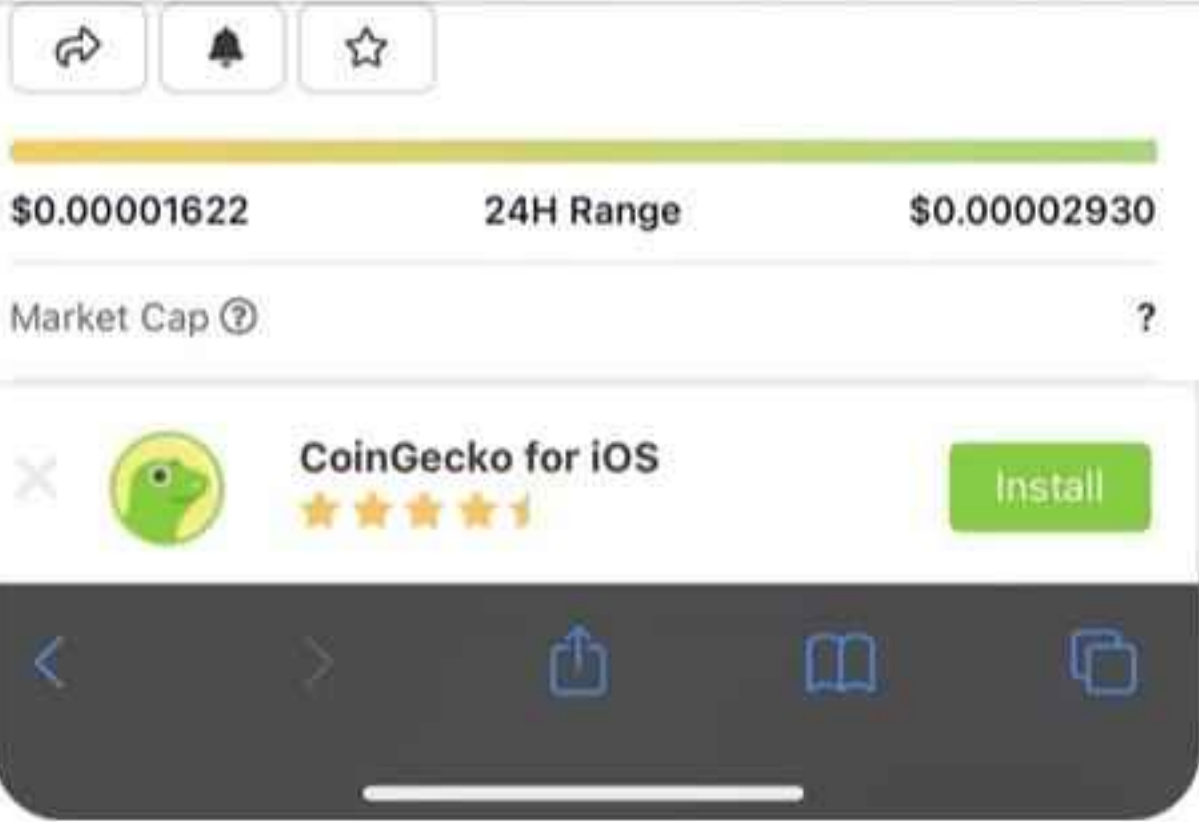 $0.00001622 24H Range $0.00002930
Market Cap ? ?
CoinGecko for iOS
Install